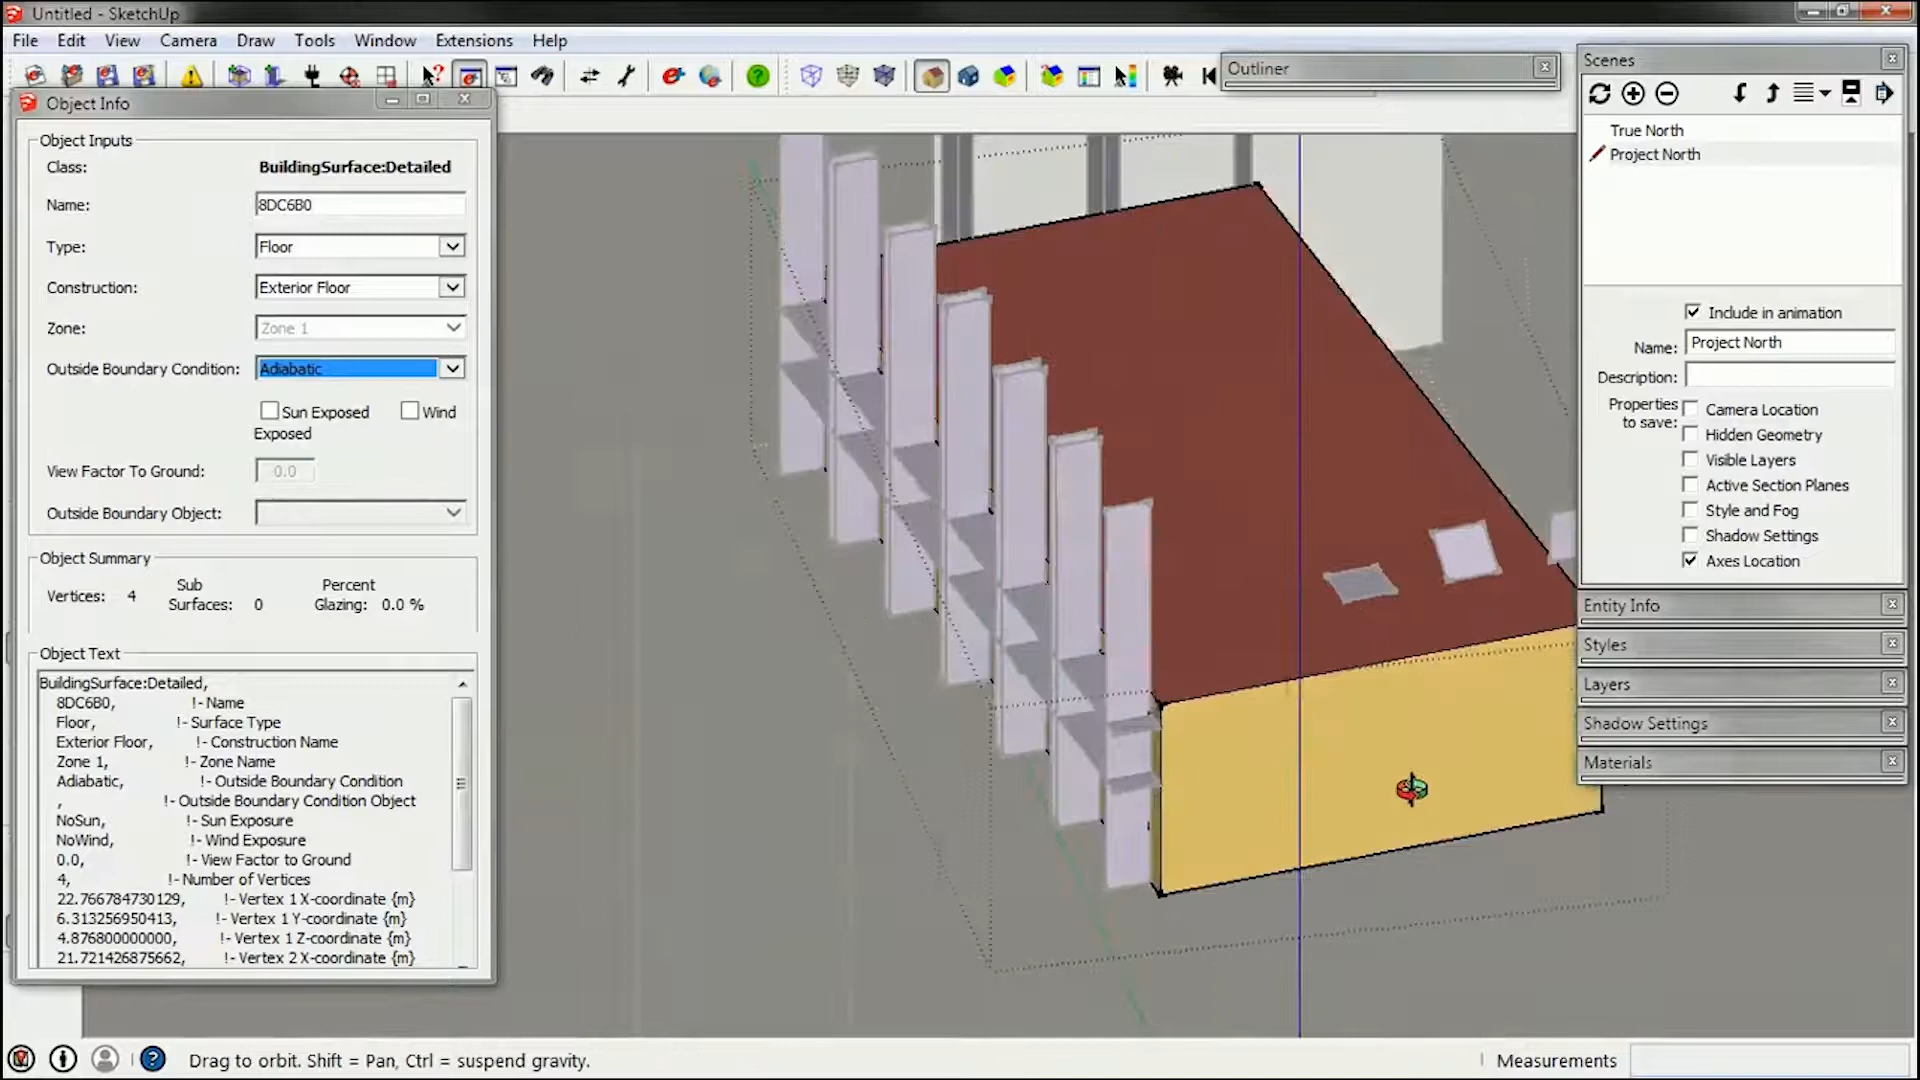 Untitled - SketchUp
File Edit View Camera Draw Tools Window Extensions Help
Outliner
Object Info
Object Inputs
Class: BuildingSurface:Detailed
Name: 8DC6B0
Type: Floor
Construction: Exterior Floor
Zone: Zone 1
Outside Boundary Condition: Adiabatic
Sun Exposed Wind
Exposed
View Factor To Ground: 0.0
Outside Boundary Object:
Object Summary
Vertices: 4 Sub Surfaces: 0 Percent Glazing: 0.0 %
Object Text
BuildingSurface:Detailed,
8DC6B0, !- Name
Floor, !- Surface Type
Exterior Floor, !- Construction Name
Zone 1, !- Zone Name
Adiabatic, !- Outside Boundary Condition
, !- Outside Boundary Condition Object
NoSun, !- Sun Exposure
NoWind, !- Wind Exposure
0.0, !- View Factor to Ground
4, !- Number of Vertices
22.766784730129, !- Vertex 1 X-coordinate {m}
6.313256950413, !- Vertex 1 Y-coordinate {m}
4.876800000000, !- Vertex 1 Z-coordinate {m}
21.721426875662, !- Vertex 2 X-coordinate {m}
Scenes
True North
Project North
Include in animation
Name: Project North
Description:
Properties to save:
Camera Location
Hidden Geometry
Visible Layers
Active Section Planes
Style and Fog
Shadow Settings
Axes Location
Entity Info
Styles
Layers
Shadow Settings
Materials
Drag to orbit. Shift = Pan, Ctrl = suspend gravity.
Measurements